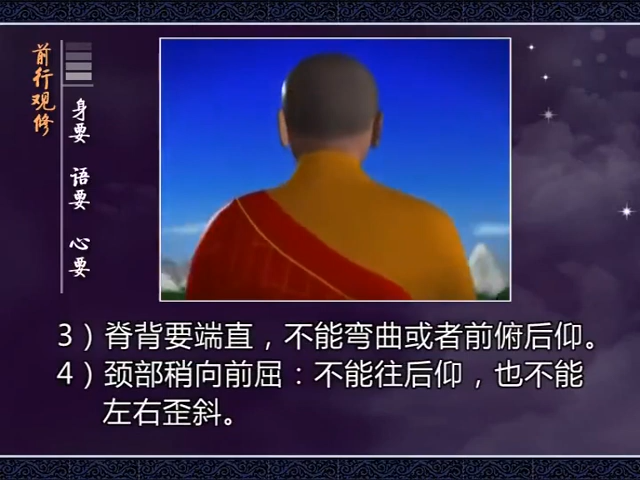 前行观修
身要 语要 心要
3）脊背要端直，不能弯曲或者前俯后仰。
4）颈部稍向前屈：不能往后仰，也不能
左右歪斜。